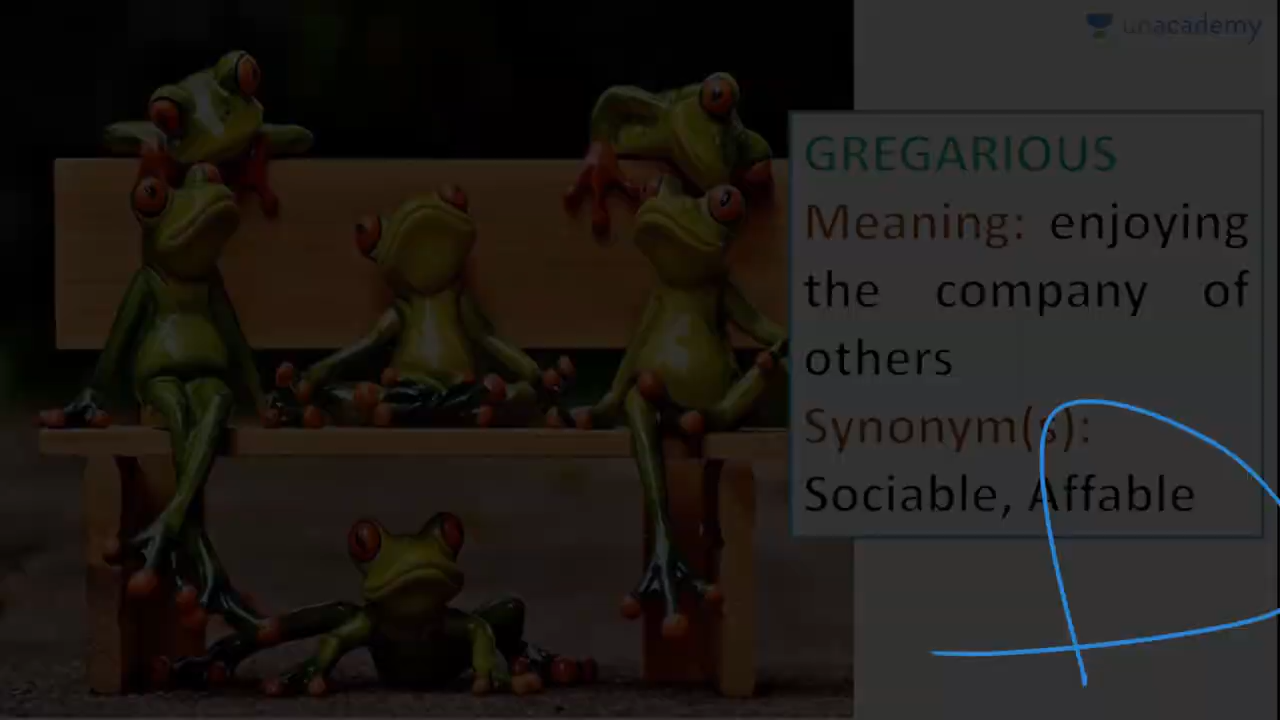 unacademy
GREGARIOUS
Meaning: enjoying
the company of
others
Synonym(s):
Sociable, Affable